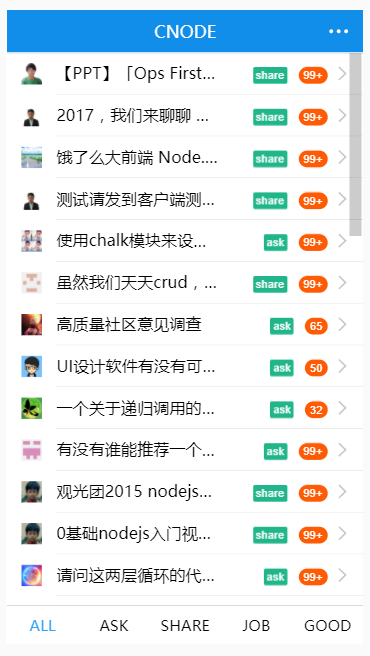 CNODE
【PPT】「Ops First... share 99+
2017，我们来聊聊 ... share 99+
饿了么大前端 Node.... share 99+
测试请发到客户端测... share 99+
使用chalk模块来设... ask 99+
虽然我们天天crud，... share 99+
高质量社区意见调查 ask 65
UI设计软件有没有可... ask 50
一个关于递归调用的... ask 32
有没有谁能推荐一个... ask 99+
观光团2015 nodejs... share 99+
0基础nodejs入门视... share 99+
请问这两层循环的代... ask 99+
ALL ASK SHARE JOB GOOD